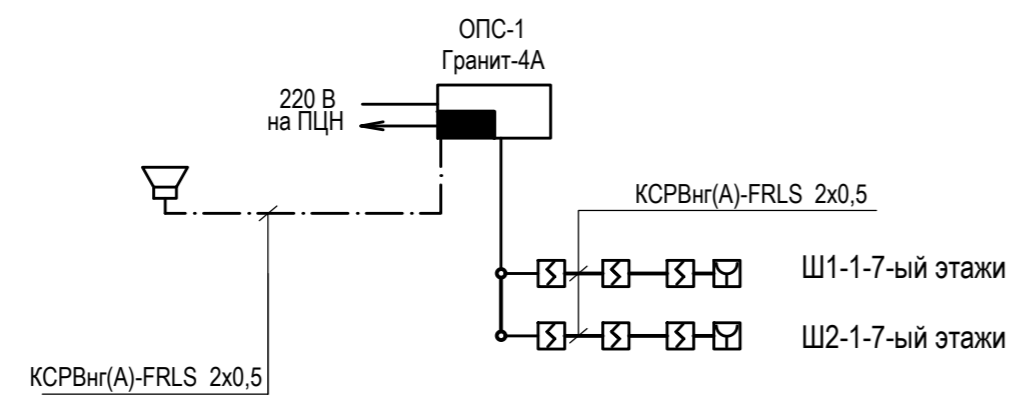 ОПС-1
Гранит-4А
220 В
на ПЦН
КСРВнг(А)-FRLS 2х0,5
Ш1-1-7-ый этажи
Ш2-1-7-ый этажи
КСРВнг(А)-FRLS 2х0,5